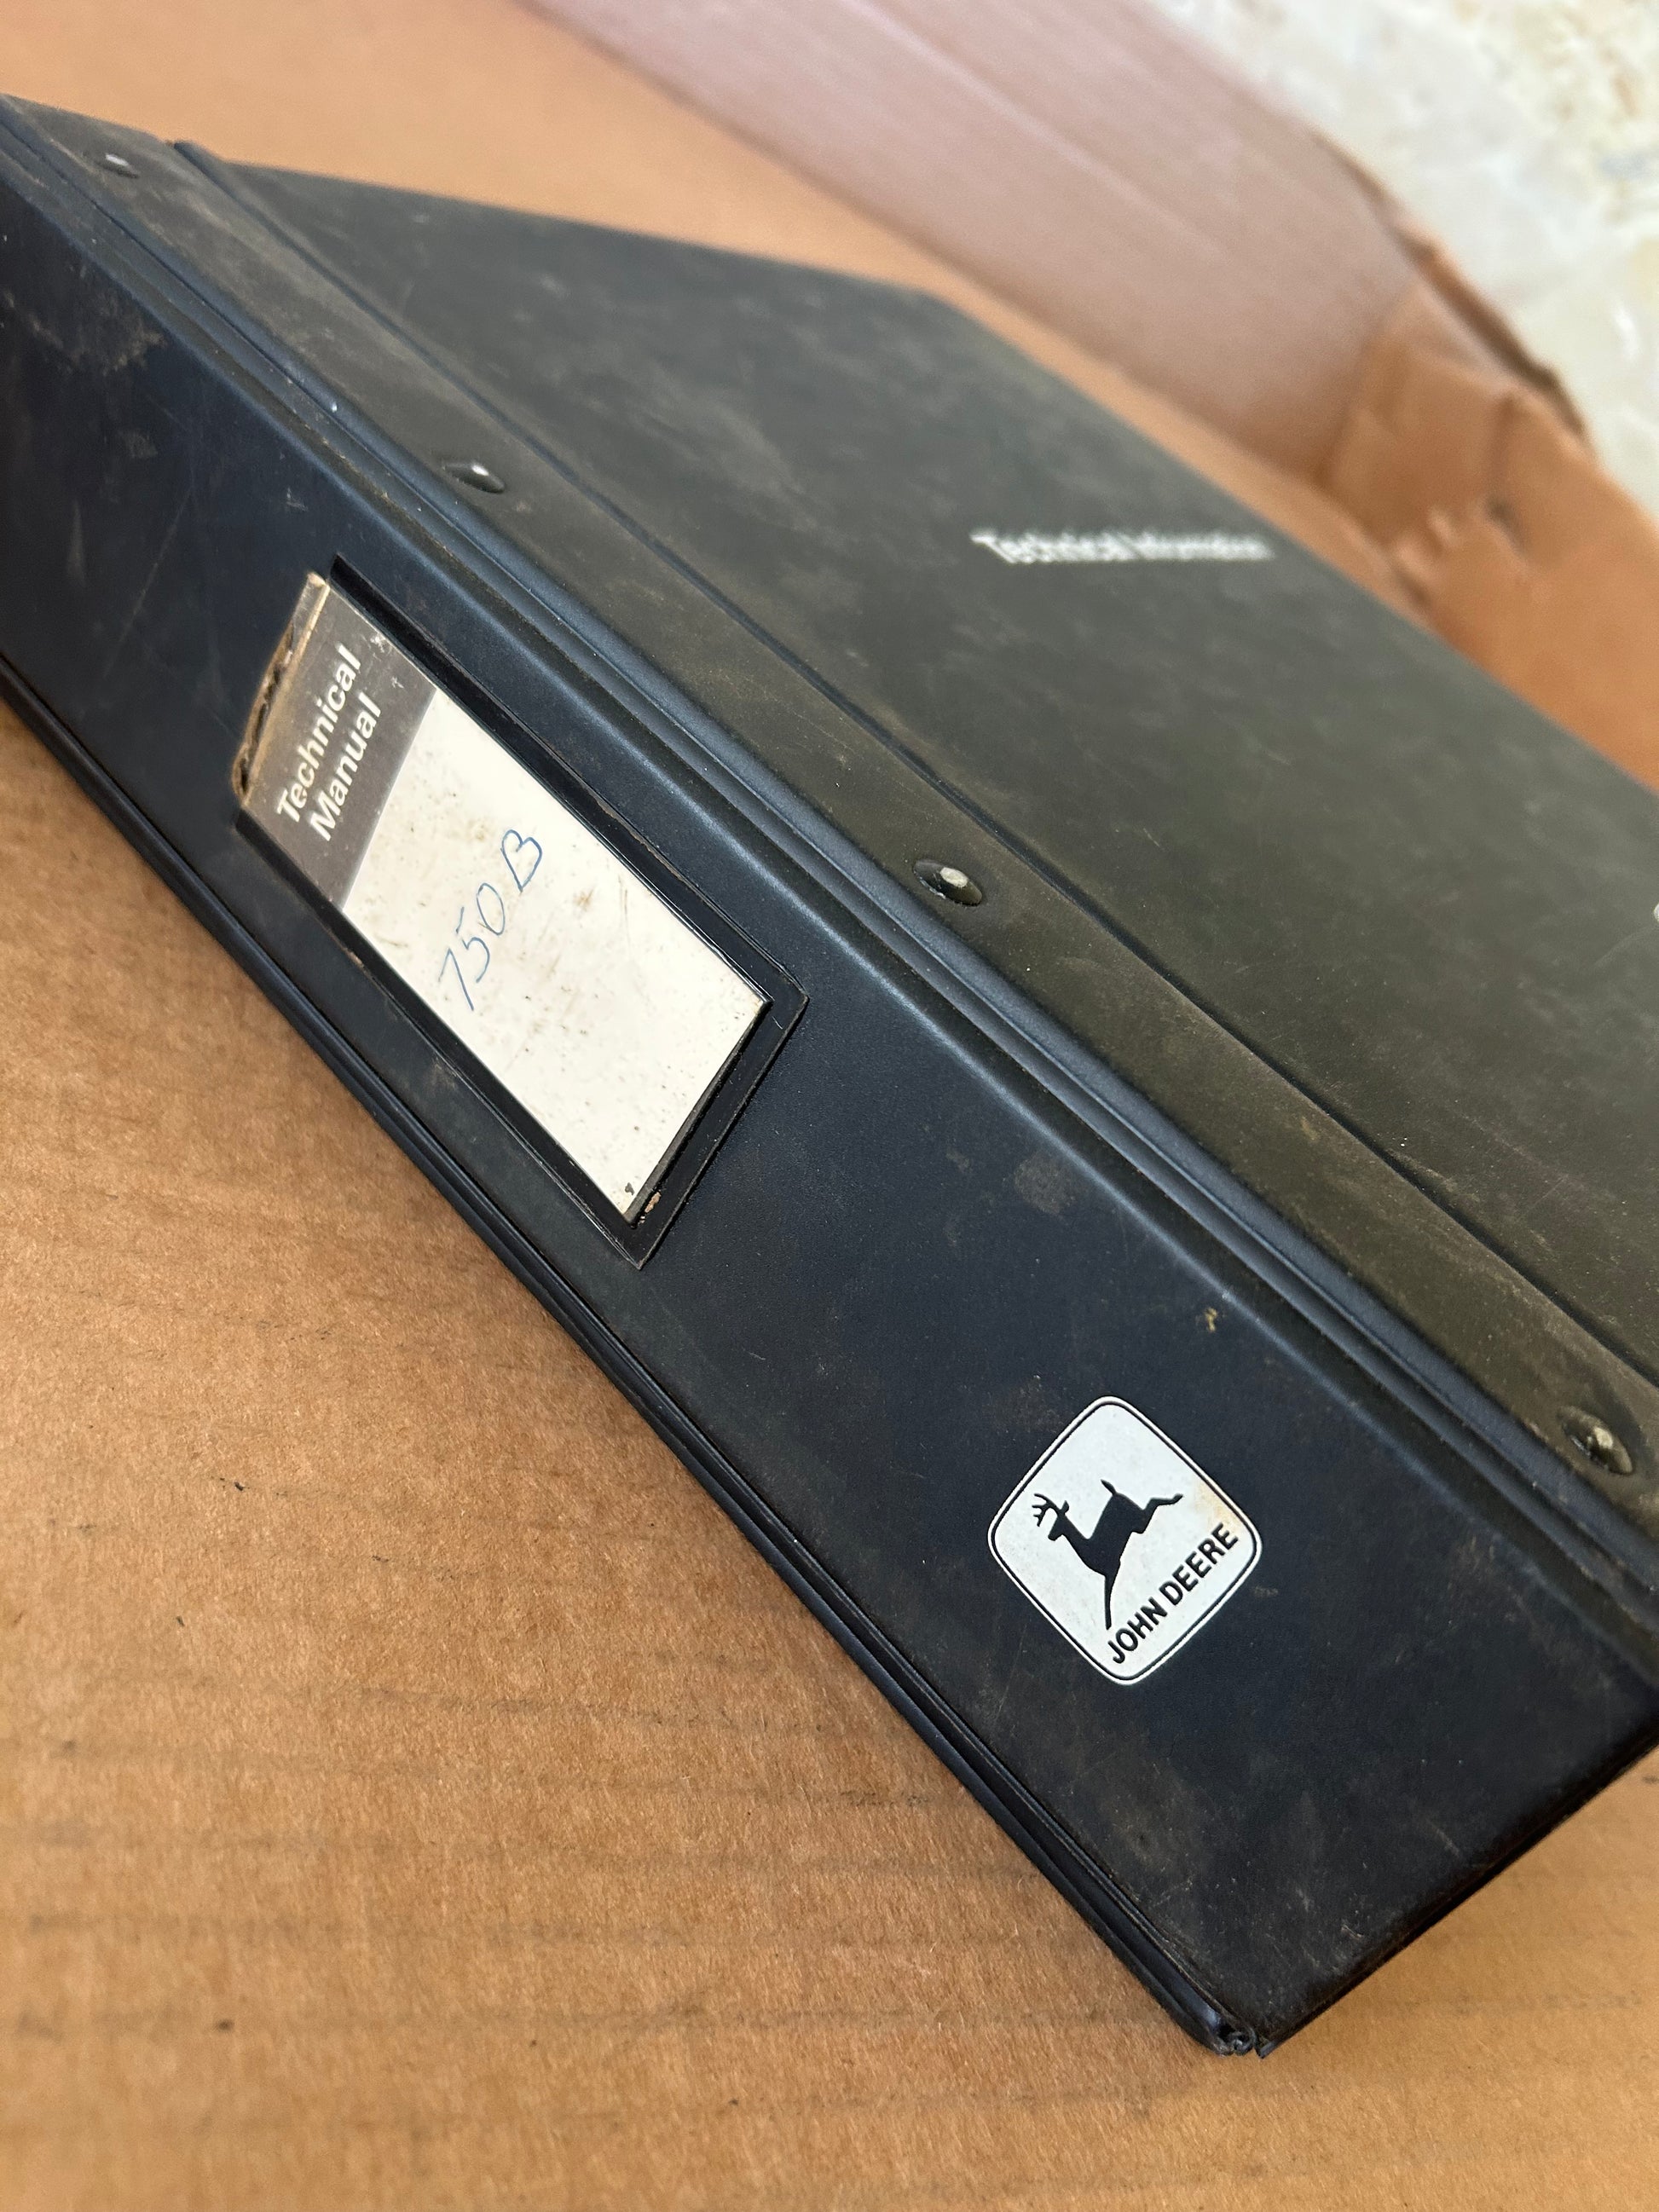 Technical
Manual
750B
JOHN DEERE
Technical Information